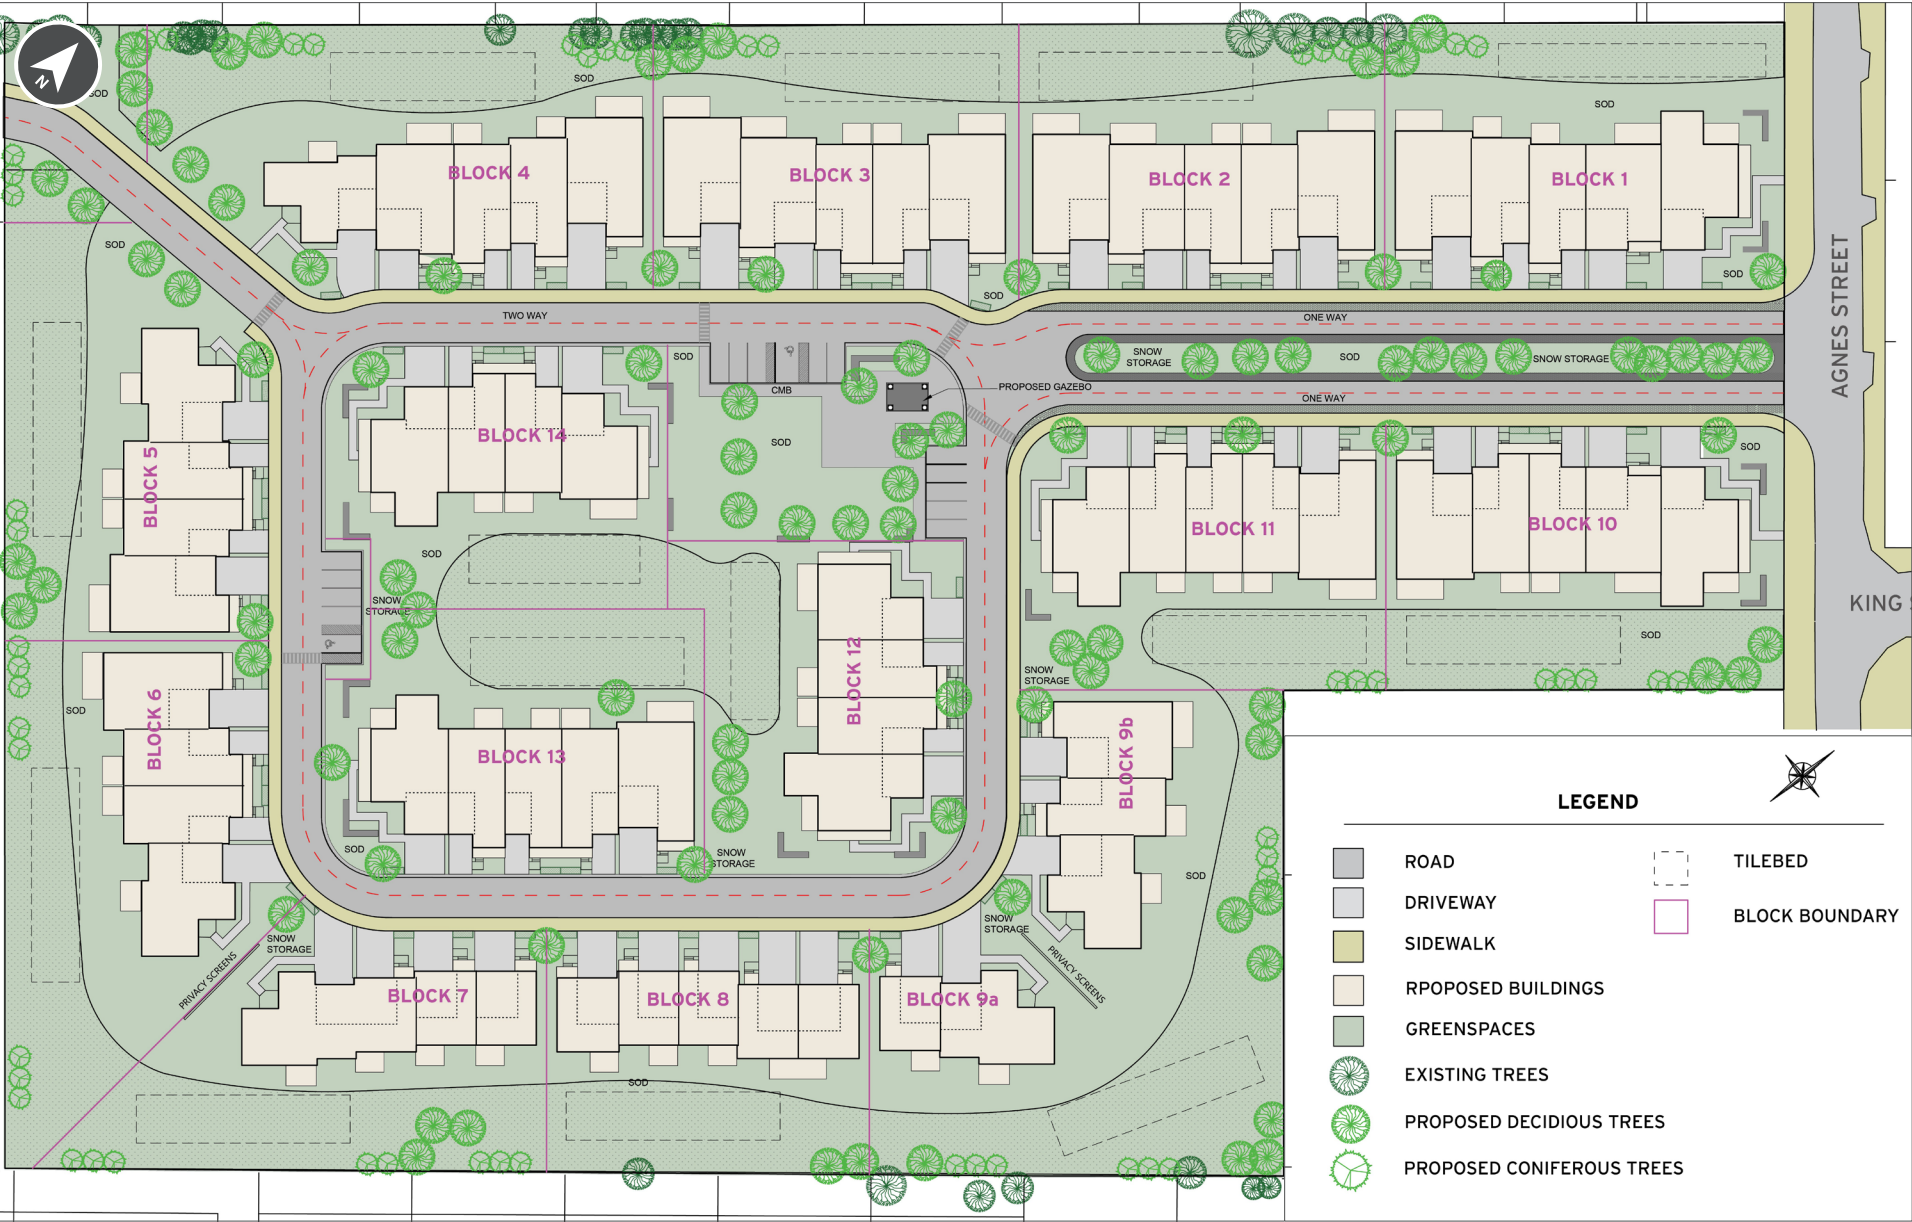 N
SOD
SOD
SOD
BLOCK 4
BLOCK 3
BLOCK 2
BLOCK 1
SOD
SOD
SOD
AGNES STREET
TWO WAY
ONE WAY
SOD
SNOW
STORAGE
SOD
SNOW STORAGE
CMB
PROPOSED GAZEBO
ONE WAY
BLOCK 14
SOD
SOD
BLOCK 5
BLOCK 11
BLOCK 10
SOD
SNOW
STORAGE
KING
SOD
SNOW
STORAGE
BLOCK 12
BLOCK 6
SOD
BLOCK 13
BLOCK 9b
SOD
SNOW
STORAGE
SOD
SNOW
STORAGE
SNOW
STORAGE
PRIVACY SCREENS
PRIVACY SCREENS
BLOCK 7
BLOCK 8
BLOCK 9a
SOD
LEGEND
ROAD
DRIVEWAY
SIDEWALK
RPOPOSED BUILDINGS
GREENSPACES
EXISTING TREES
PROPOSED DECIDIOUS TREES
PROPOSED CONIFEROUS TREES
TILEBED
BLOCK BOUNDARY